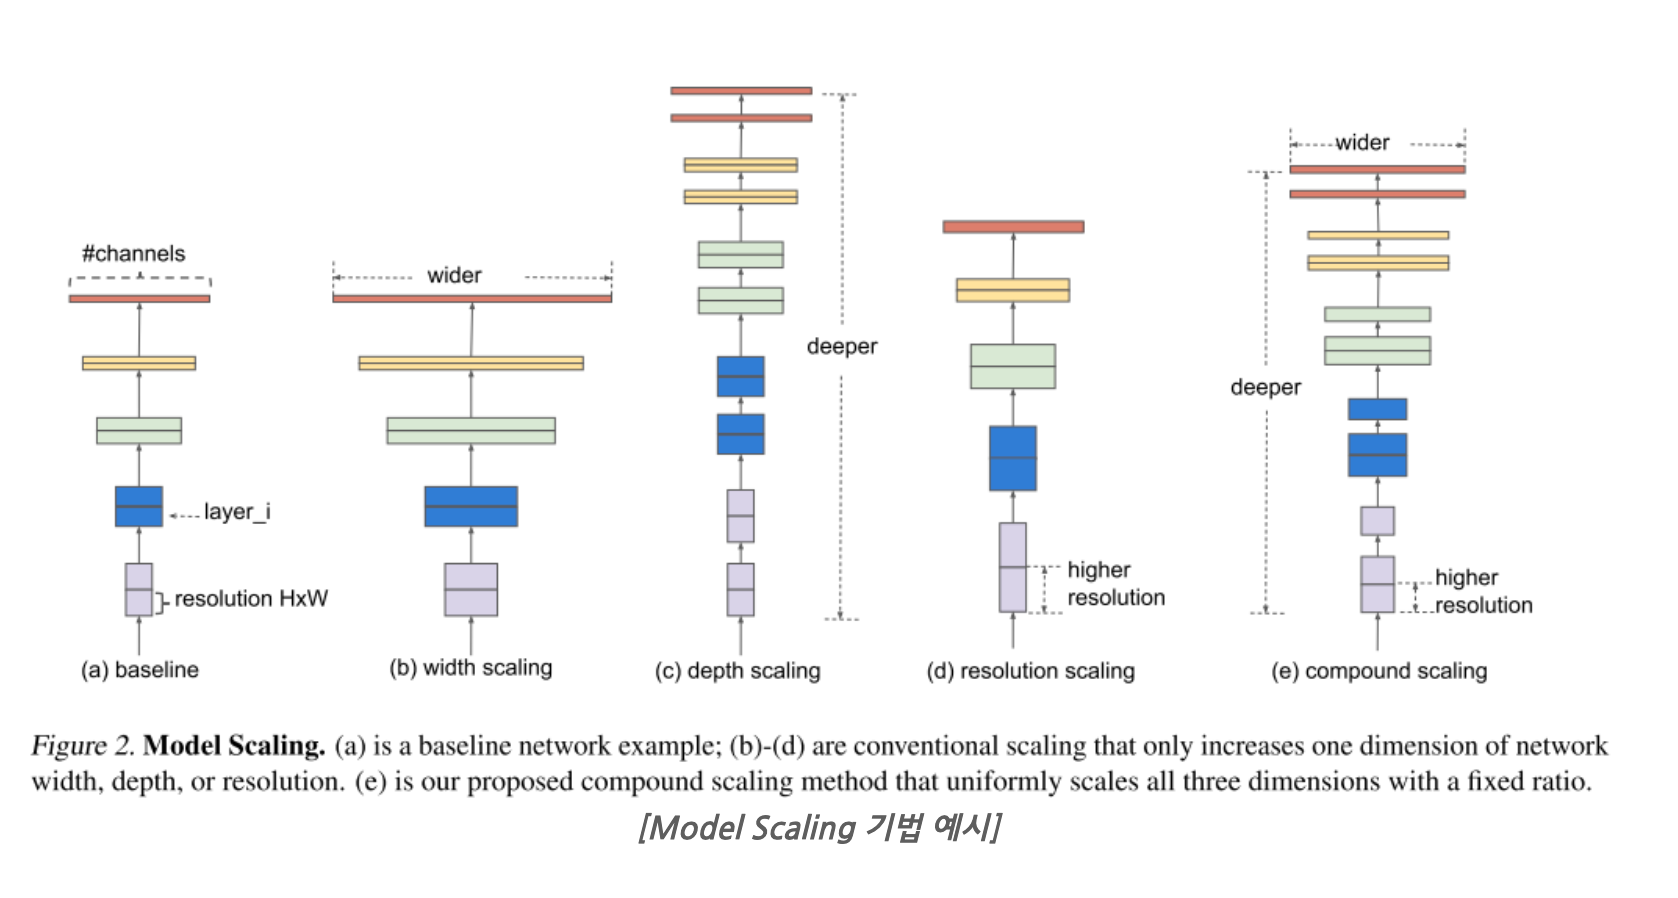 #channels
layer_i
resolution HxW
(a) baseline
wider
(b) width scaling
deeper
(c) depth scaling
higher
resolution
(d) resolution scaling
wider
deeper
higher
resolution
(e) compound scaling
Figure 2. Model Scaling. (a) is a baseline network example; (b)-(d) are conventional scaling that only increases one dimension of network
width, depth, or resolution. (e) is our proposed compound scaling method that uniformly scales all three dimensions with a fixed ratio.
[Model Scaling 기법 예시]